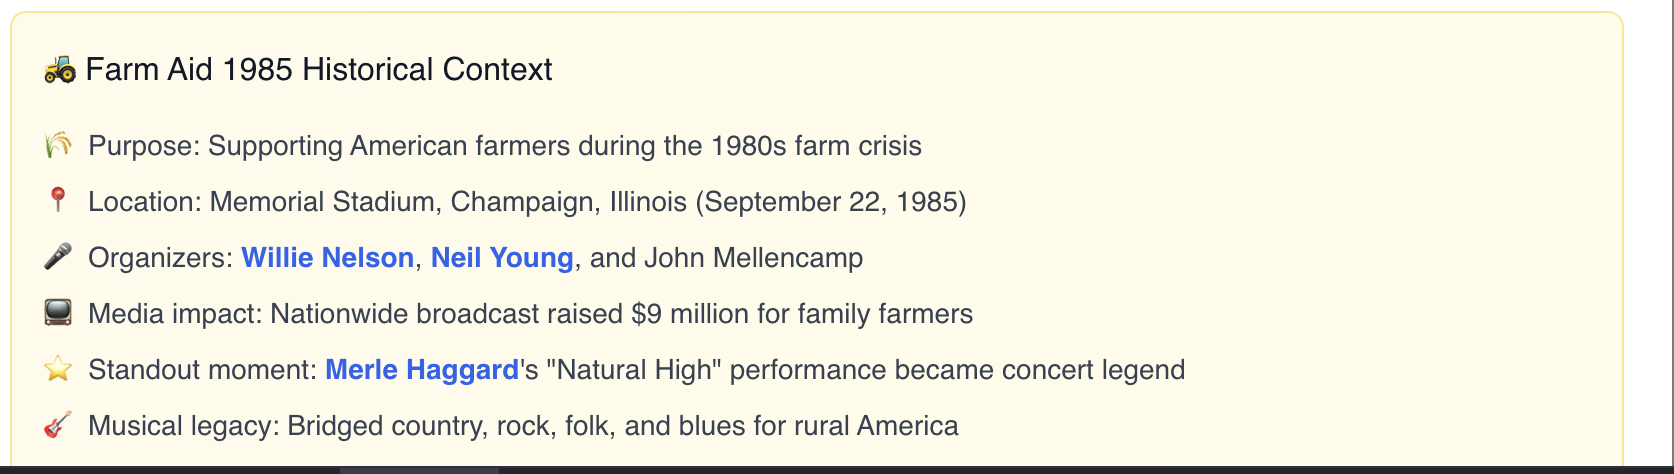 🚜 Farm Aid 1985 Historical Context
🌾 Purpose: Supporting American farmers during the 1980s farm crisis
📍 Location: Memorial Stadium, Champaign, Illinois (September 22, 1985)
🎤 Organizers: Willie Nelson, Neil Young, and John Mellencamp
📺 Media impact: Nationwide broadcast raised $9 million for family farmers
⭐ Standout moment: Merle Haggard's "Natural High" performance became concert legend
🎸 Musical legacy: Bridged country, rock, folk, and blues for rural America